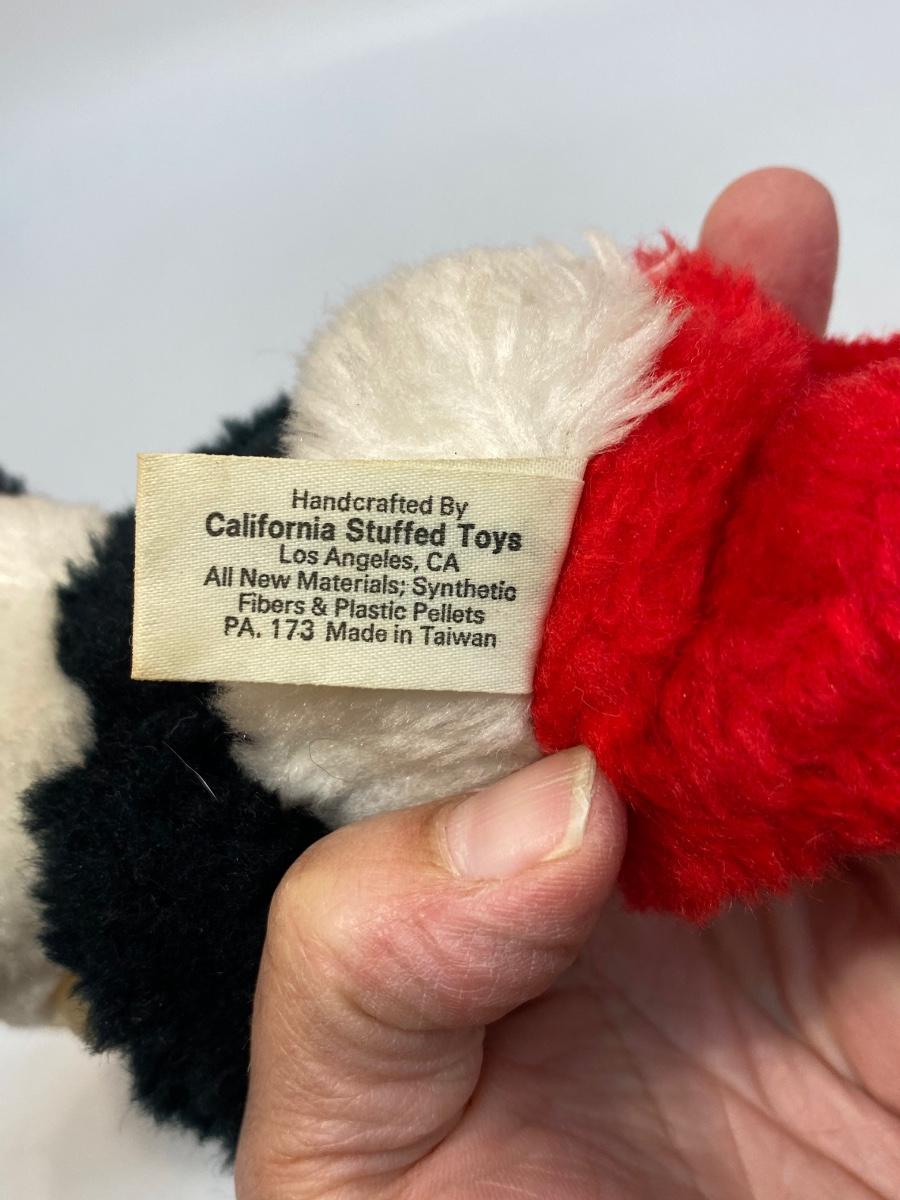 Handcrafted By
California Stuffed Toys
Los Angeles, CA
All New Materials; Synthetic
Fibers & Plastic Pellets
PA. 173 Made in Taiwan